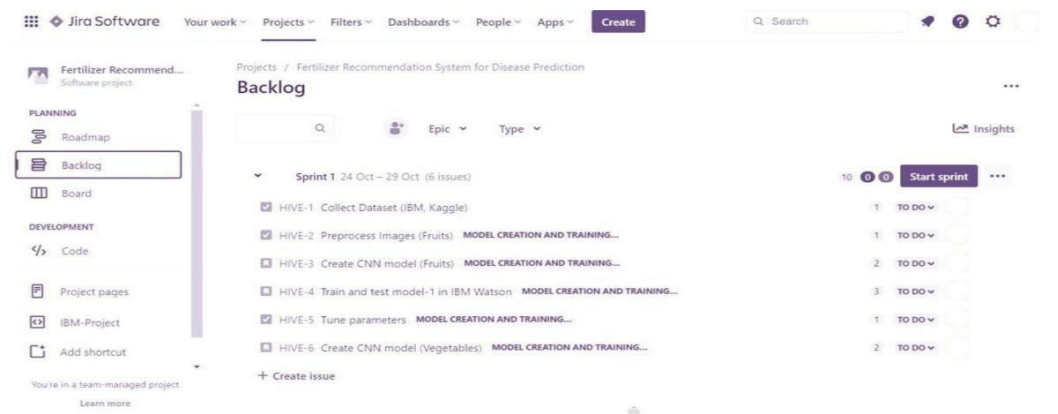 Jira Software Your work Projects Filters Dashboards People Apps Create Search
Fertilizer Recommend...
Software project
PLANNING
Roadmap
Backlog
Board
DEVELOPMENT
Code
Project pages
IBM-Project
Add shortcut
You're in a team-managed project
Learn more
Projects / Fertilizer Recommendation System for Disease Prediction
Backlog
Epic Type Insights
Sprint 1 24 Oct – 29 Oct (6 issues) 10 0 0 Start sprint
HIVE-1 Collect Dataset (IBM, Kaggle) 1 TO DO
HIVE-2 Preprocess Images (Fruits) MODEL CREATION AND TRAINING... 1 TO DO
HIVE-3 Create CNN model (Fruits) MODEL CREATION AND TRAINING... 2 TO DO
HIVE-4 Train and test model-1 in IBM Watson MODEL CREATION AND TRAINING... 3 TO DO
HIVE-5 Tune parameters MODEL CREATION AND TRAINING... 1 TO DO
HIVE-6 Create CNN model (Vegetables) MODEL CREATION AND TRAINING... 2 TO DO
+ Create issue